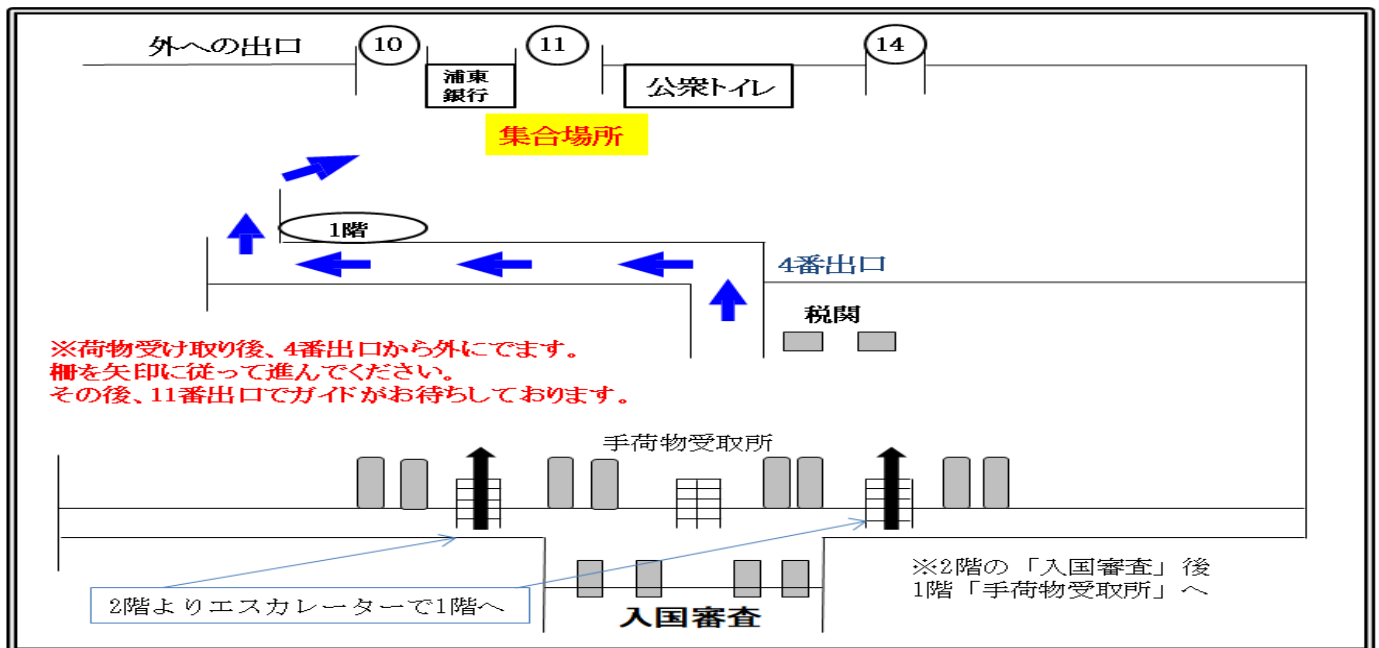 外への出口
10
11
14
浦東
銀行
公衆トイレ
集合場所
1階
4番出口
税関
※荷物受け取り後、4番出口から外にでます。
柵を矢印に従って進んでください。
その後、11番出口でガイドがお待ちしております。
手荷物受取所
2階よりエスカレーターで1階へ
入国審査
※2階の「入国審査」後
1階「手荷物受取所」へ